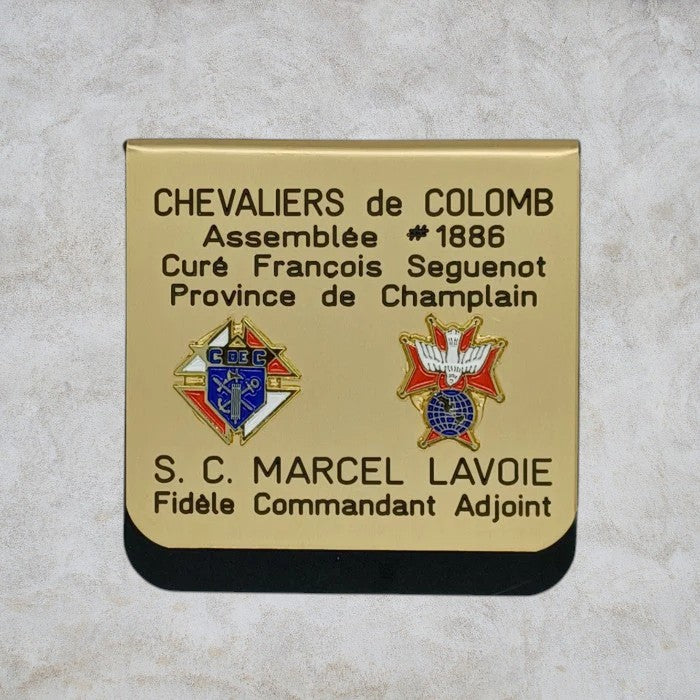 CHEVALIERS de COLOMB
Assemblée #1886
Curé François Seguenot
Province de Champlain
C DE C
S. C. MARCEL LAVOIE
Fidèle Commandant Adjoint